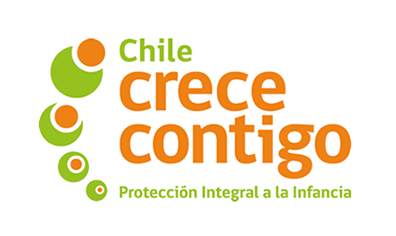 Chile
crece
contigo
Protección Integral a la Infancia